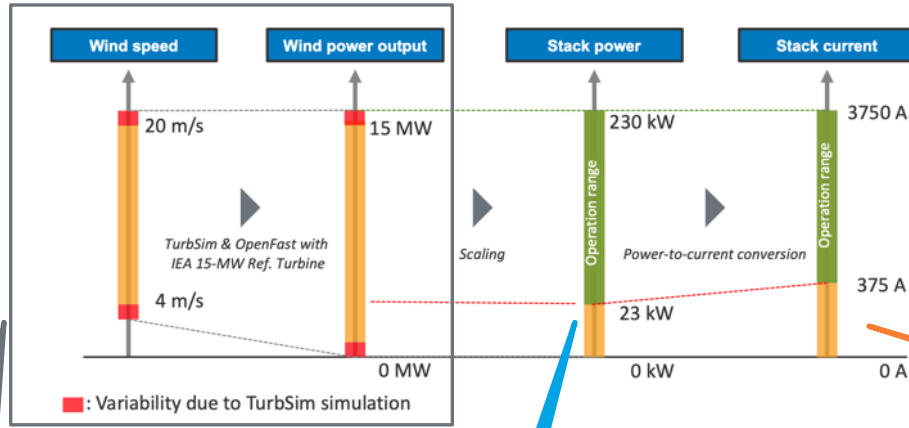 Wind speed
Wind power output
Stack power
Stack current
20 m/s
15 MW
230 kW
3750 A
Operation range
Operation range
TurbSim & OpenFast with
IEA 15-MW Ref. Turbine
Scaling
Power-to-current conversion
4 m/s
23 kW
375 A
0 MW
0 kW
0 A
: Variability due to TurbSim simulation